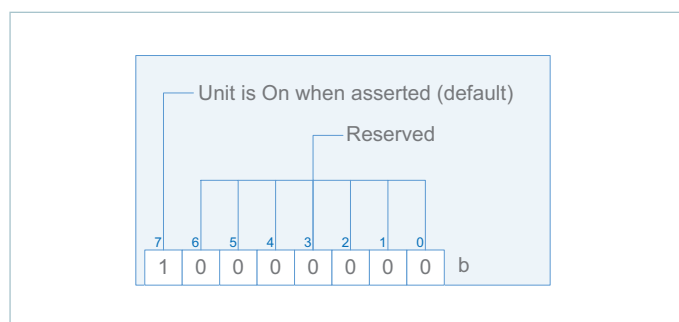 Unit is On when asserted (default)
Reserved
7 6 5 4 3 2 1 0
1 0 0 0 0 0 0 0 b